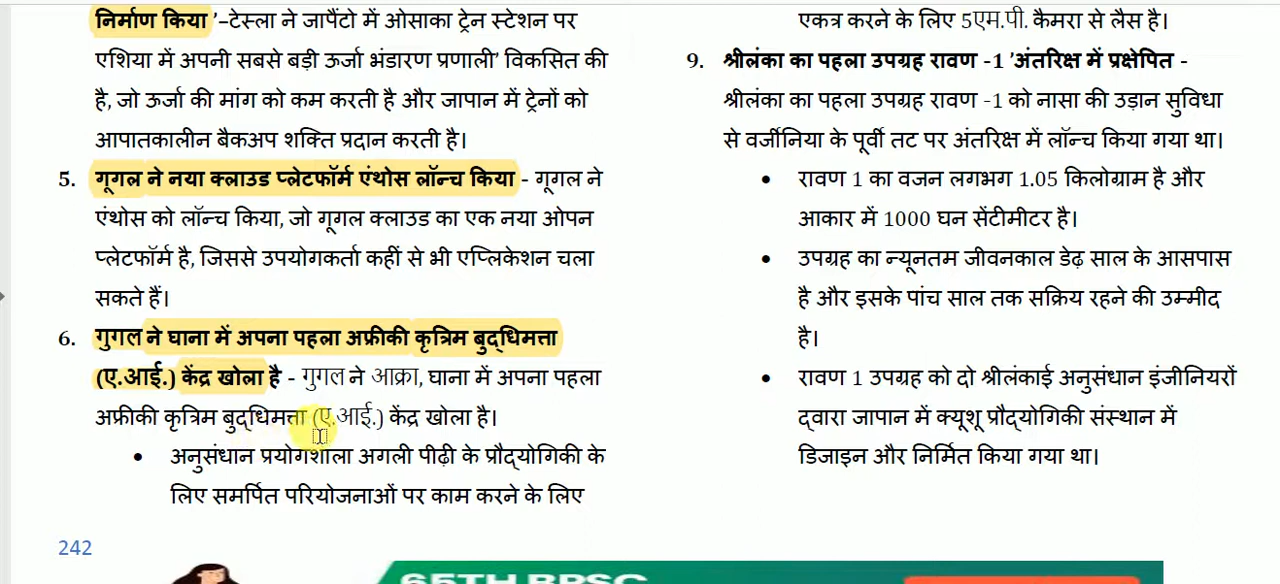 निर्माण किया '–टेस्ला ने जापैंटो में ओसाका ट्रेन स्टेशन पर
एशिया में अपनी सबसे बड़ी ऊर्जा भंडारण प्रणाली' विकसित की
है, जो ऊर्जा की मांग को कम करती है और जापान में ट्रेनों को
आपातकालीन बैकअप शक्ति प्रदान करती है।
5. गूगल ने नया क्लाउड प्लेटफॉर्म एंथोस लॉन्च किया - गूगल ने
एंथोस को लॉन्च किया, जो गूगल क्लाउड का एक नया ओपन
प्लेटफॉर्म है, जिससे उपयोगकर्ता कहीं से भी एप्लिकेशन चला
सकते हैं।
6. गुगल ने घाना में अपना पहला अफ्रीकी कृत्रिम बुद्धिमत्ता
(ए.आई.) केंद्र खोला है - गुगल ने आक्रा, घाना में अपना पहला
अफ्रीकी कृत्रिम बुद्धिमत्ता (ए.आई.) केंद्र खोला है।
• अनुसंधान प्रयोगशाला अगली पीढ़ी के प्रौद्योगिकी के
लिए समर्पित परियोजनाओं पर काम करने के लिए
242
एकत्र करने के लिए 5एम.पी. कैमरा से लैस है।
9. श्रीलंका का पहला उपग्रह रावण -1 'अंतरिक्ष में प्रक्षेपित -
श्रीलंका का पहला उपग्रह रावण -1 को नासा की उड़ान सुविधा
से वर्जीनिया के पूर्वी तट पर अंतरिक्ष में लॉन्च किया गया था।
• रावण 1 का वजन लगभग 1.05 किलोग्राम है और
आकार में 1000 घन सेंटीमीटर है।
• उपग्रह का न्यूनतम जीवनकाल डेढ़ साल के आसपास
है और इसके पांच साल तक सक्रिय रहने की उम्मीद
है।
• रावण 1 उपग्रह को दो श्रीलंकाई अनुसंधान इंजीनियरों
द्वारा जापान में क्यूशू प्रौद्योगिकी संस्थान में
डिजाइन और निर्मित किया गया था।
65TH BPSC